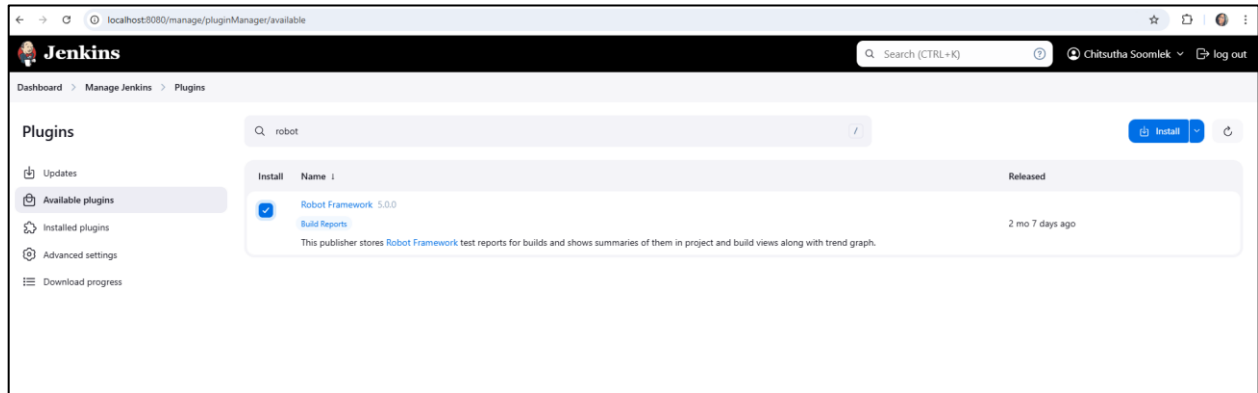 localhost:8080/manage/pluginManager/available
Jenkins
Search (CTRL+K)
?
Chitsutha Soomlek
log out
Dashboard > Manage Jenkins > Plugins
Plugins
robot
/
Install
Updates
Available plugins
Installed plugins
Advanced settings
Download progress
Install Name ↓ Released
Robot Framework 5.0.0
Build Reports
This publisher stores Robot Framework test reports for builds and shows summaries of them in project and build views along with trend graph.
2 mo 7 days ago